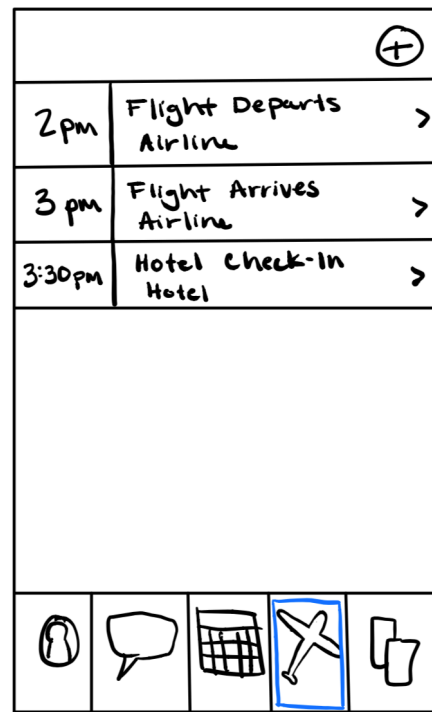 2pm
Flight Departs
Airline
3 pm
Flight Arrives
Airline
3:30pm
Hotel Check-In
Hotel